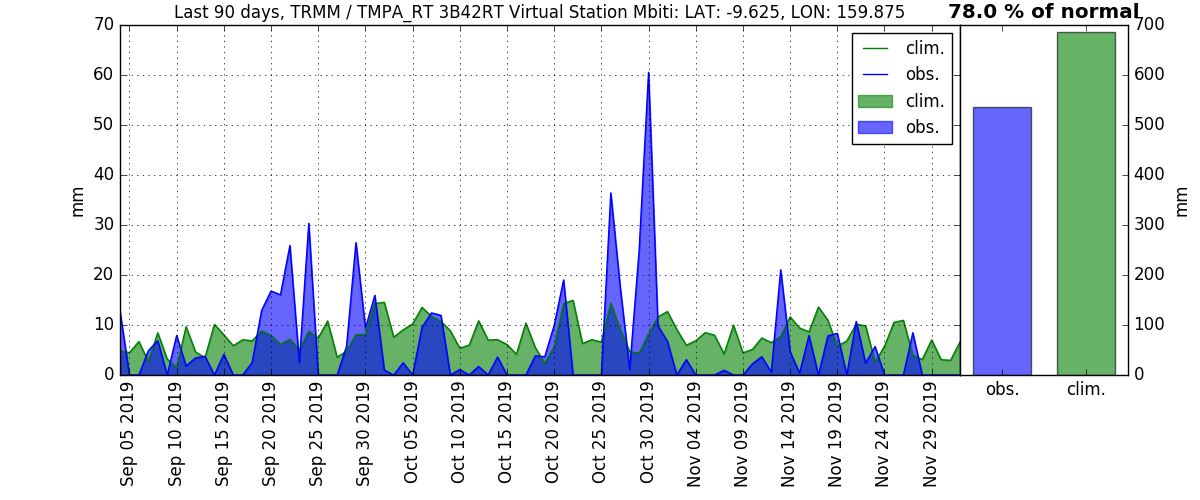 Last 90 days, TRMM / TMPA_RT 3B42RT Virtual Station Mbiti: LAT: -9.625, LON: 159.875
78.0 % of normal
70
60
50
40
30
20
10
0
mm
clim.
obs.
clim.
obs.
Sep 05 2019
Sep 10 2019
Sep 15 2019
Sep 20 2019
Sep 25 2019
Sep 30 2019
Oct 05 2019
Oct 10 2019
Oct 15 2019
Oct 20 2019
Oct 25 2019
Oct 30 2019
Nov 04 2019
Nov 09 2019
Nov 14 2019
Nov 19 2019
Nov 24 2019
Nov 29 2019
700
600
500
400
300
200
100
0
mm
obs.
clim.